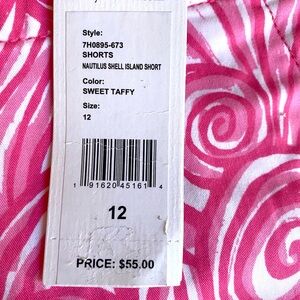 Style:
7H0895-673
SHORTS
NAUTILUS SHELL ISLAND SHORT
Color:
SWEET TAFFY
Size:
12
1 91620 45161 4
12
PRICE: $55.00